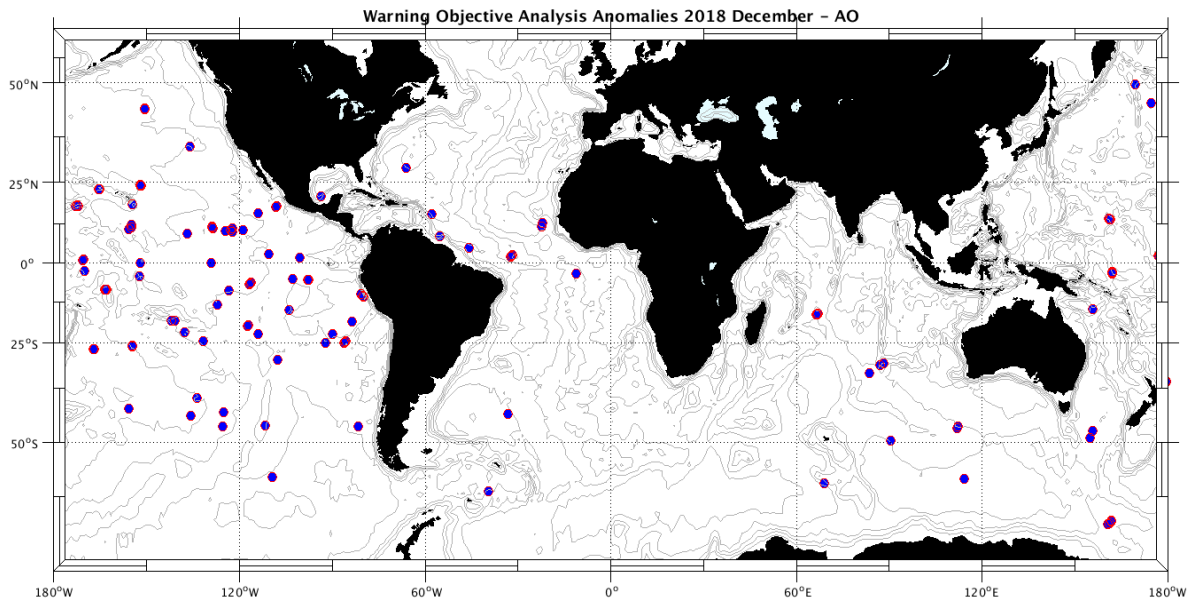 Warning Objective Analysis Anomalies 2018 December – AO
50°N
25°N
0°
25°S
50°S
180°W 120°W 60°W 0° 60°E 120°E 180°W